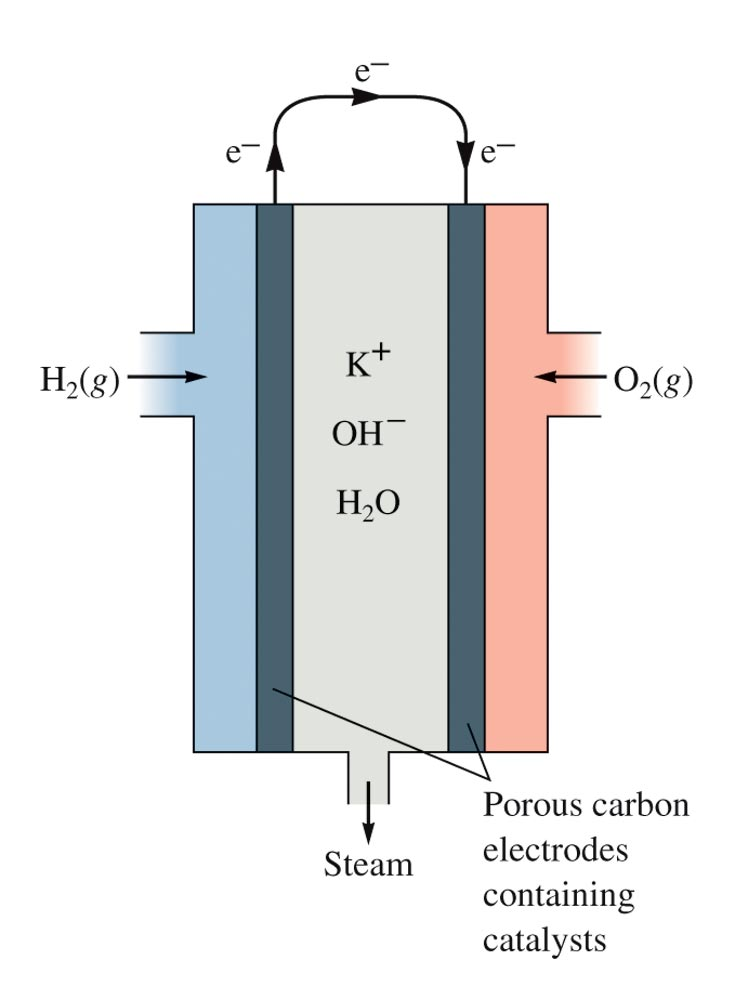 e⁻
e⁻
e⁻
H₂(g)
K⁺
O₂(g)
OH⁻
H₂O
Porous carbon
electrodes
containing
catalysts
Steam